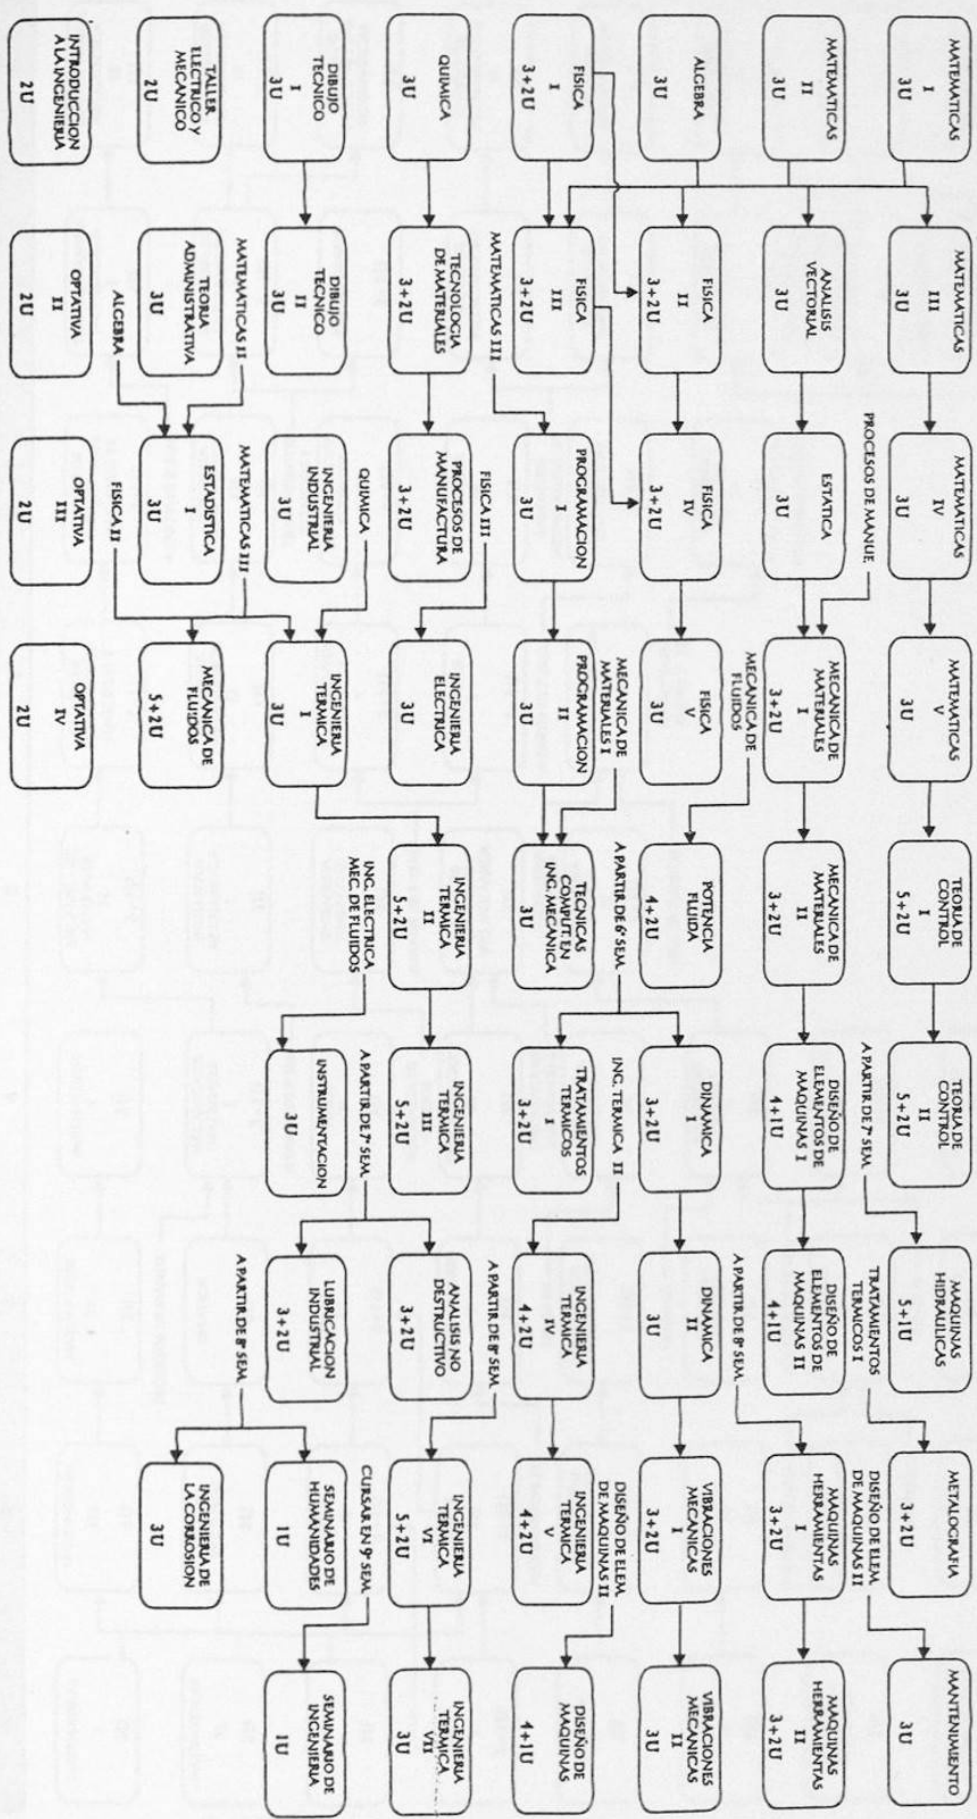 MATEMATICAS
I
3U
MATEMATICAS
II
3U
ALGEBRA
3U
FISICA
I
3+2U
QUIMICA
3U
DIBUJO
TECNICO
I
3U
TALLER
ELECTRICO Y
MECANICO
2U
INTRODUCCION
A LA INGENIERIA
2U
MATEMATICAS
III
3U
ANALISIS
VECTORIAL
3U
FISICA
II
3+2U
FISICA
III
3+2U
MATEMATICAS III
TECNOLOGIA
DE MATERIALES
3+2U
DIBUJO
TECNICO
II
3U
MATEMATICAS II
TEORIA
ADMINISTRATIVA
3U
ALGEBRA
OPTATIVA
II
2U
MATEMATICAS
IV
3U
PROCESOS DE MANUE
ESTATICA
3U
FISICA
IV
3+2U
PROGRAMACION
I
3U
FISICA III
PROCESOS DE
MANUFACTURA
3+2U
QUIMICA
INGENIERIA
INDUSTRIAL
3U
MATEMATICAS III
ESTADISTICA
I
3U
FISICA II
OPTATIVA
III
2U
MATEMATICAS
V
3U
MECANICA DE
MATERIALES
I
3+2U
MECANICA DE
FLUIDOS
FISICA
V
3U
MECANICA DE
MATERIALES I
PROGRAMACION
II
3U
INGENIERIA
ELECTRICA
3U
INGENIERIA
TERMICA
I
3U
MECANICA DE
FLUIDOS
5+2U
OPTATIVA
IV
2U
TEORIA DE
CONTROL
I
5+2U
MECANICA DE
MATERIALES
II
3+2U
POTENCIA
FLUIDA
4+2U
A PARTIR DE 6º SEM.
TECNICAS
COMPUT. EN
ING. MECANICA
3U
INGENIERIA
TERMICA
II
5+2U
ING. ELECTRICA
MEC. DE FLUIDOS
TEORIA DE
CONTROL
II
5+2U
A PARTIR DE 7º SEM.
DISEÑO DE
ELEMENTOS DE
MAQUINAS I
4+1U
DINAMICA
I
3+2U
ING. TERMICA II
TRATAMIENTOS
TERMICOS
I
3+2U
INGENIERIA
TERMICA
III
5+2U
A PARTIR DE 7º SEM.
INSTRUMENTACION
3U
MAQUINAS
HIDRAULICAS
5+1U
TRATAMIENTOS
TERMICOS I
DISEÑO DE
ELEMENTOS DE
MAQUINAS II
4+1U
A PARTIR DE 8º SEM.
DINAMICA
II
3U
INGENIERIA
TERMICA
IV
4+2U
A PARTIR DE 8º SEM.
ANALISIS NO
DESTRUCTIVO
3+2U
LUBRICACION
INDUSTRIAL
3+2U
A PARTIR DE 8º SEM.
METALOGRAFIA
3+2U
DISEÑO DE ELEM
DE MAQUINAS II
MAQUINAS
HERRAMIENTAS
I
3+2U
VIBRACIONES
MECANICAS
I
3+2U
DISEÑO DE ELEM
DE MAQUINAS II
INGENIERIA
TERMICA
V
4+2U
INGENIERIA
TERMICA
VI
5+2U
CURSAR EN 9º SEM.
SEMINARIO DE
HUMANIDADES
1U
INGENIERIA DE
LA CORROSION
3U
MANTENIMIENTO
3U
MAQUINAS
HERRAMIENTAS
II
3+2U
VIBRACIONES
MECANICAS
II
3U
DISEÑO DE
MAQUINAS
4+1U
INGENIERIA
TERMICA
VII
3U
SEMINARIO DE
INGENIERIA
1U